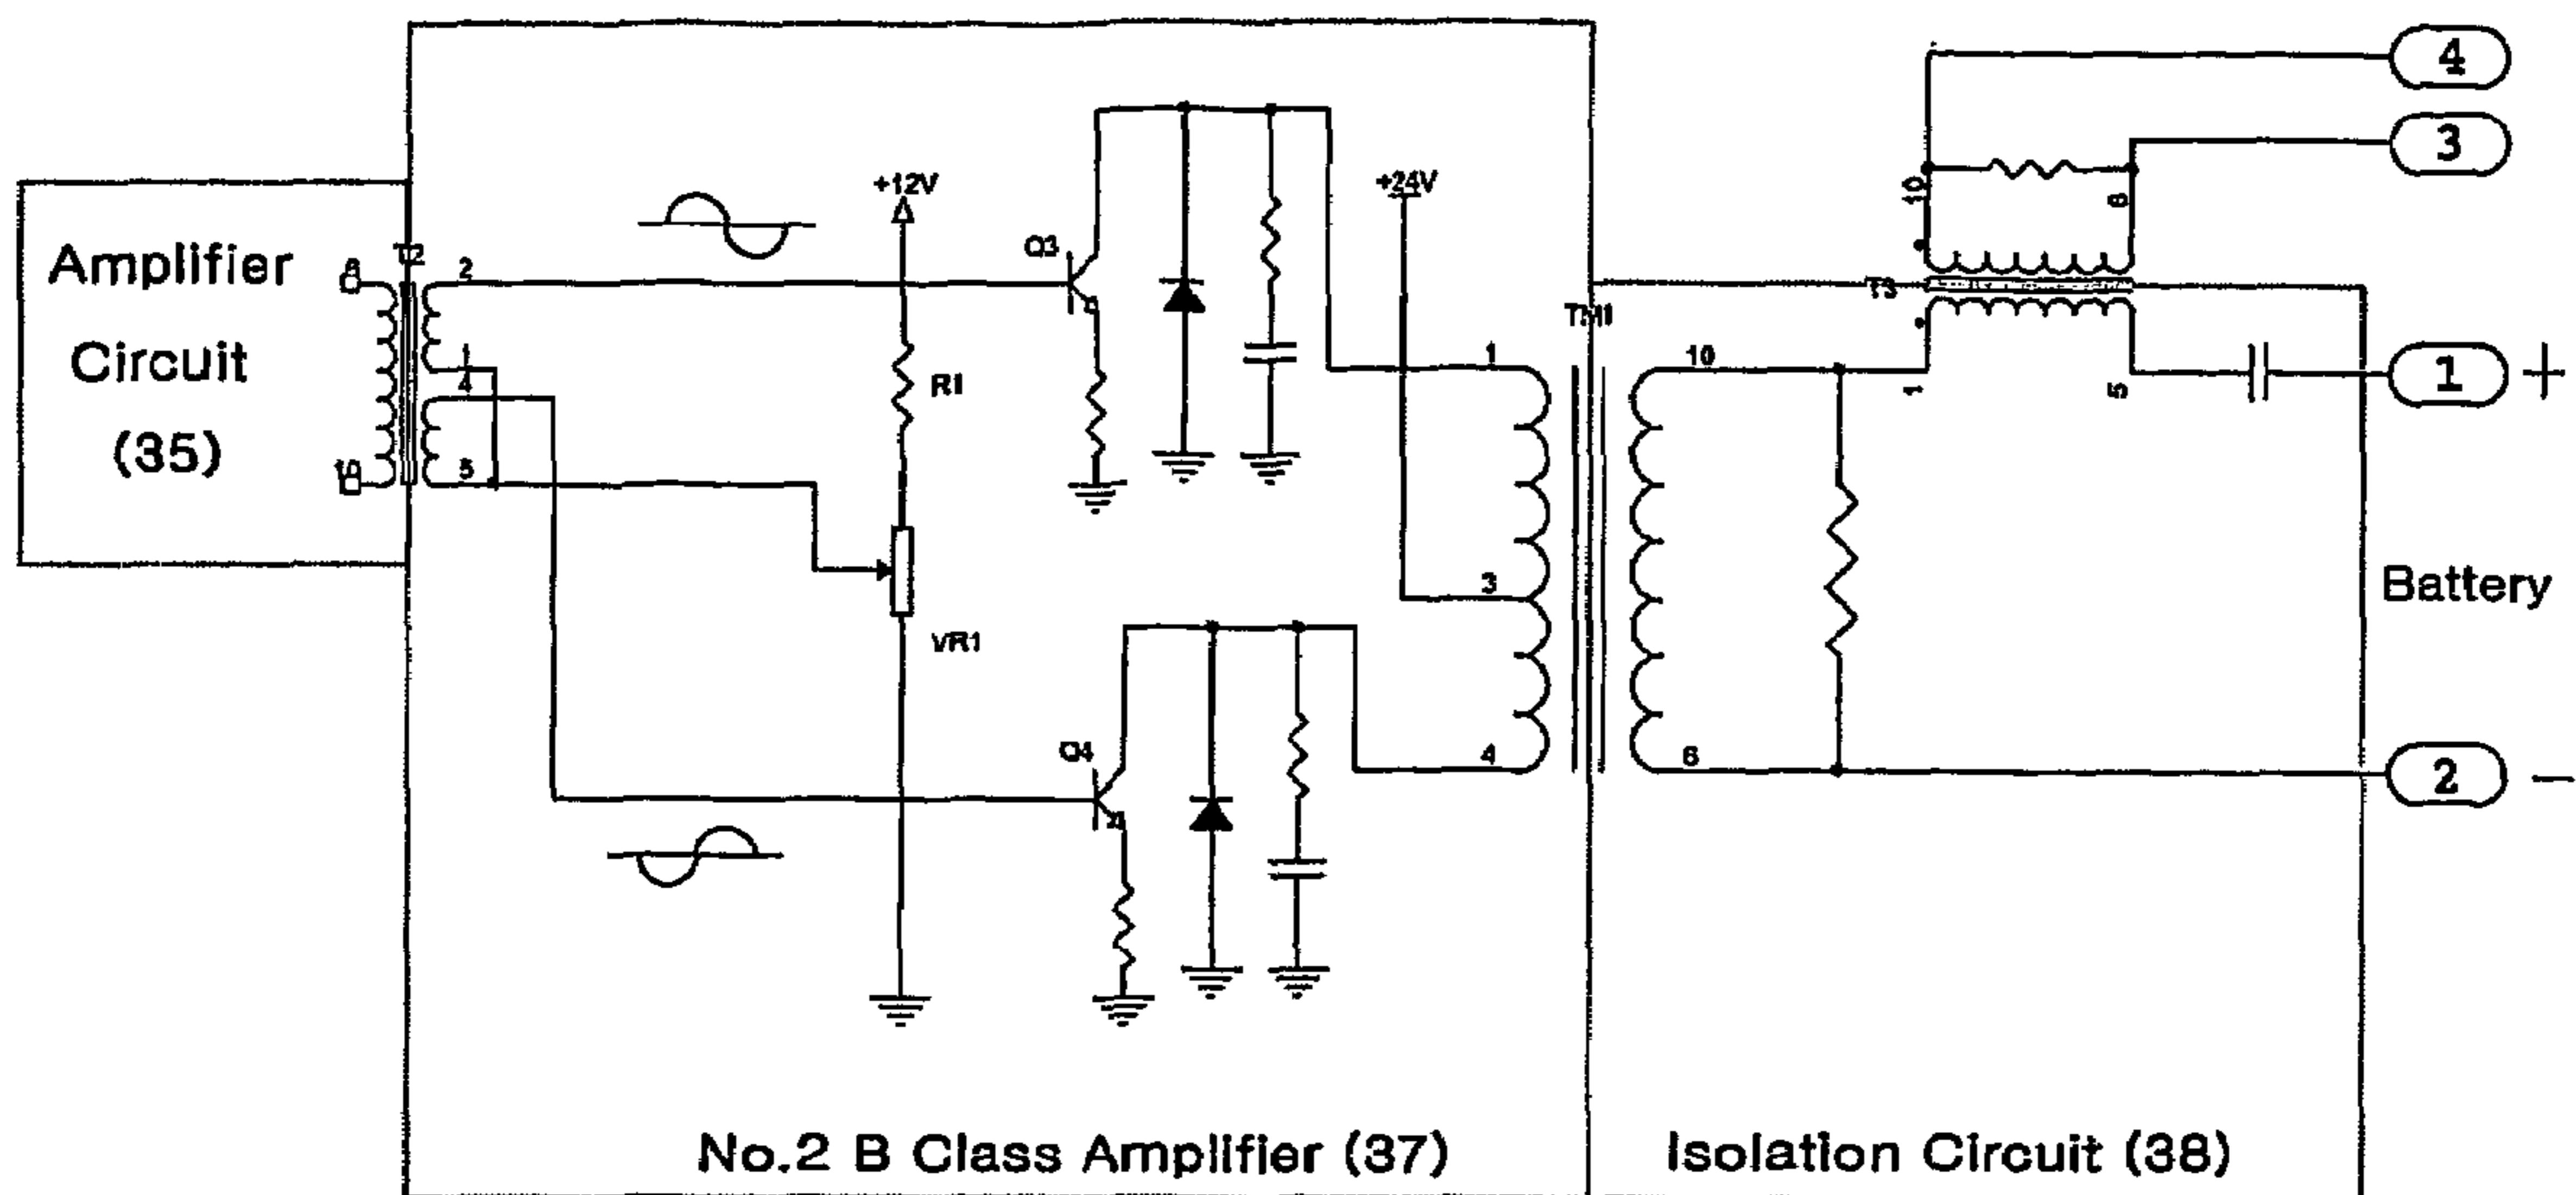 4
3
10
8
+12V
+24V
Q3
Amplifier
Circuit
(35)
T2
8
2
1
4
5
10
T3
TM1
R1
1
10
1
5
1 +
3
Battery
VR1
Q4
4
6
2 −
No.2 B Class Amplifier (37)
Isolation Circuit (38)